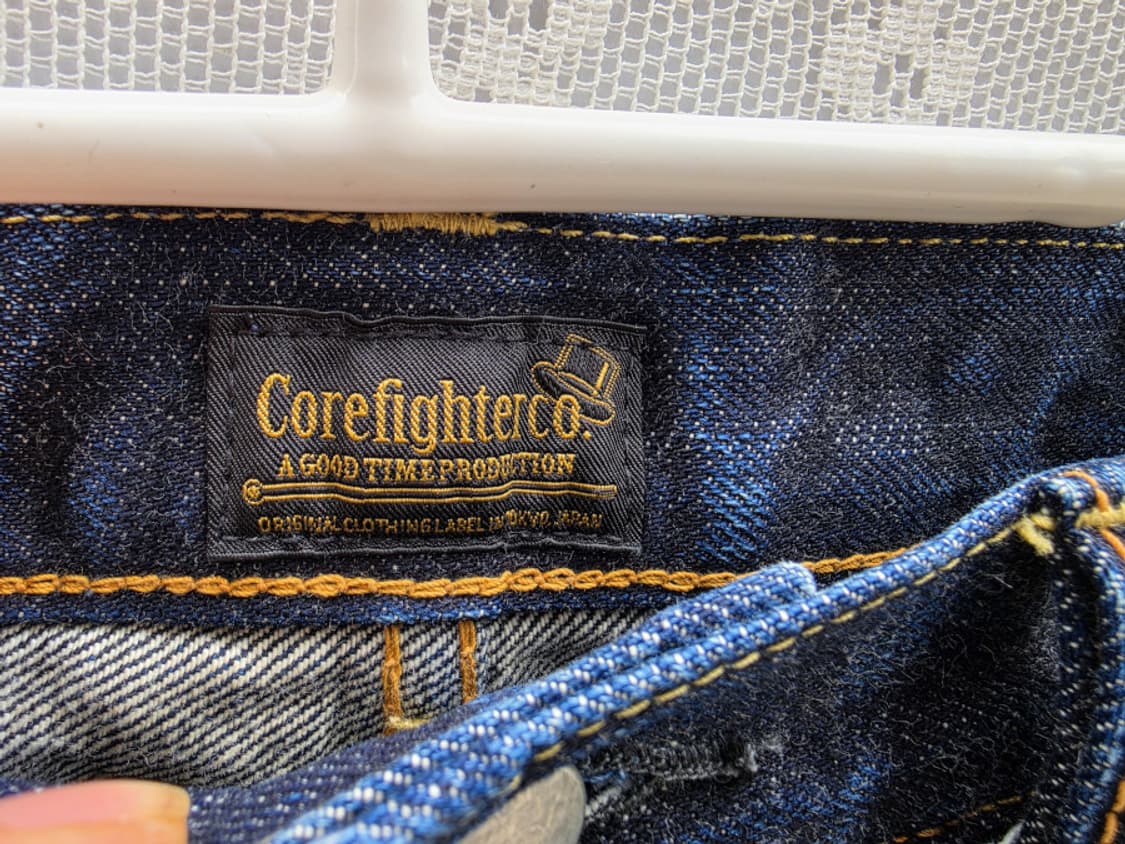 Corefighterco.
A GOOD TIME PRODUCTION
ORIGINAL CLOTHING LABEL IN TOKYO. JAPAN